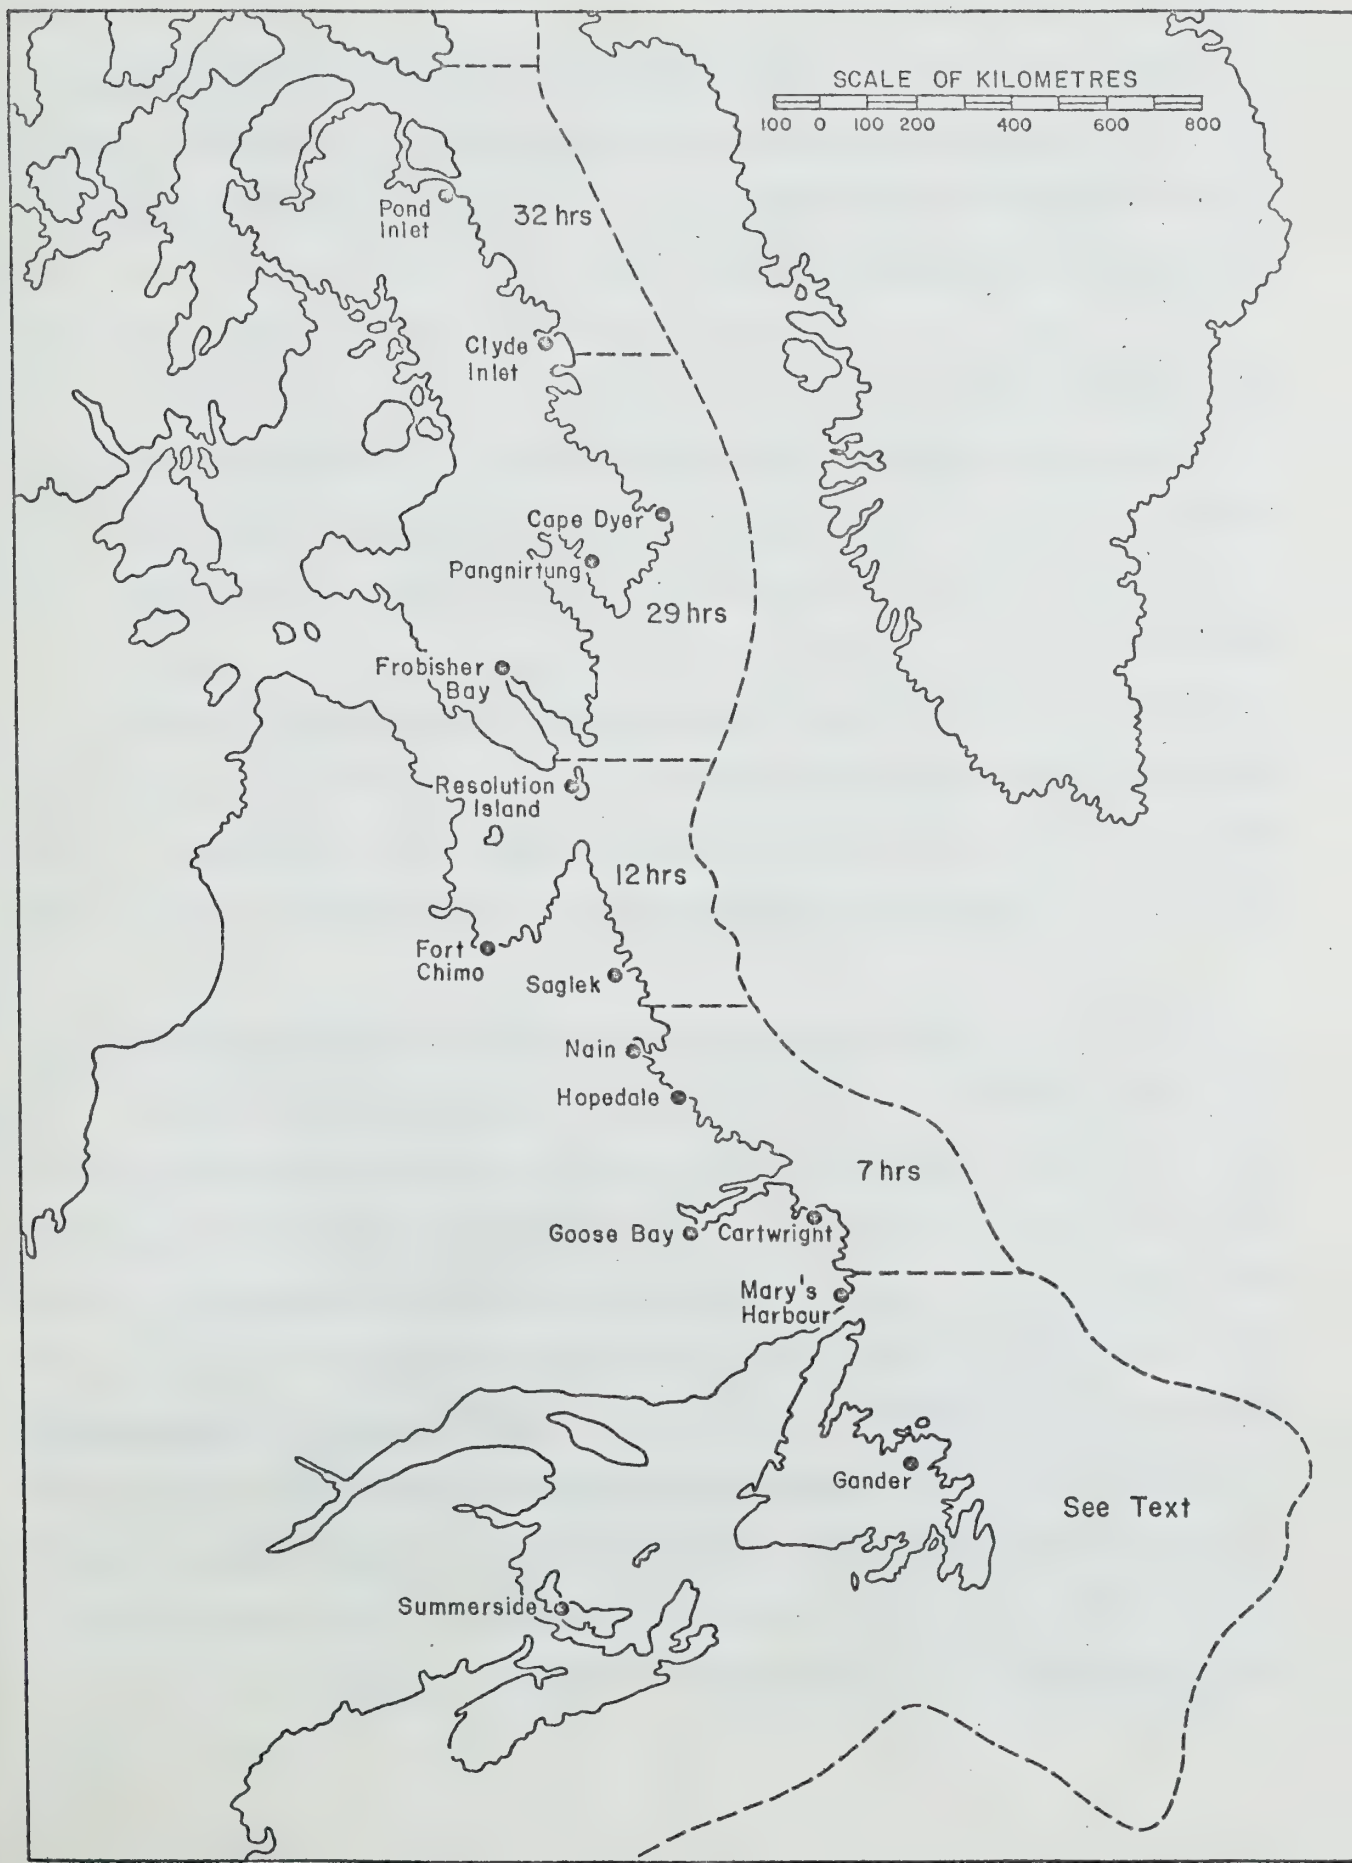 SCALE OF KILOMETRES
100 0 100 200 400 600 800
Pond
Inlet
32 hrs
Clyde
Inlet
Cape Dyer
Pangnirtung
29 hrs
Frobisher
Bay
Resolution
Island
12 hrs
Fort
Chimo
Saglek
Nain
Hopedale
7 hrs
Goose Bay
Cartwright
Mary's
Harbour
Gander
See Text
Summerside